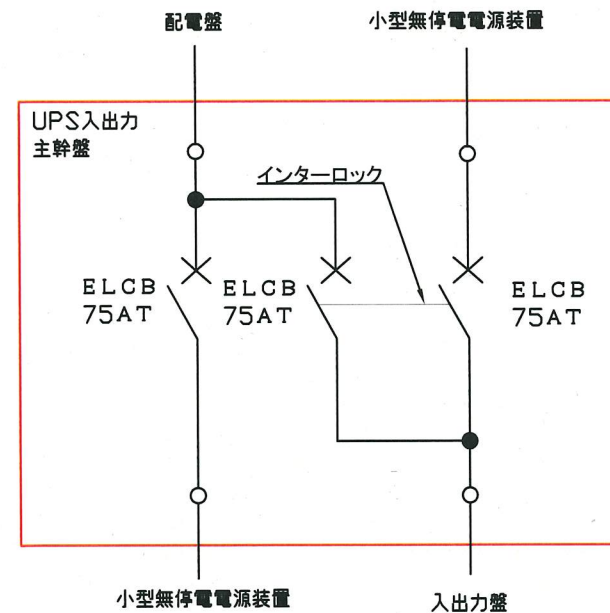 配電盤
小型無停電電源装置
UPS入出力
主幹盤
インターロック
ELCB
75AT
ELCB
75AT
ELCB
75AT
小型無停電電源装置
入出力盤